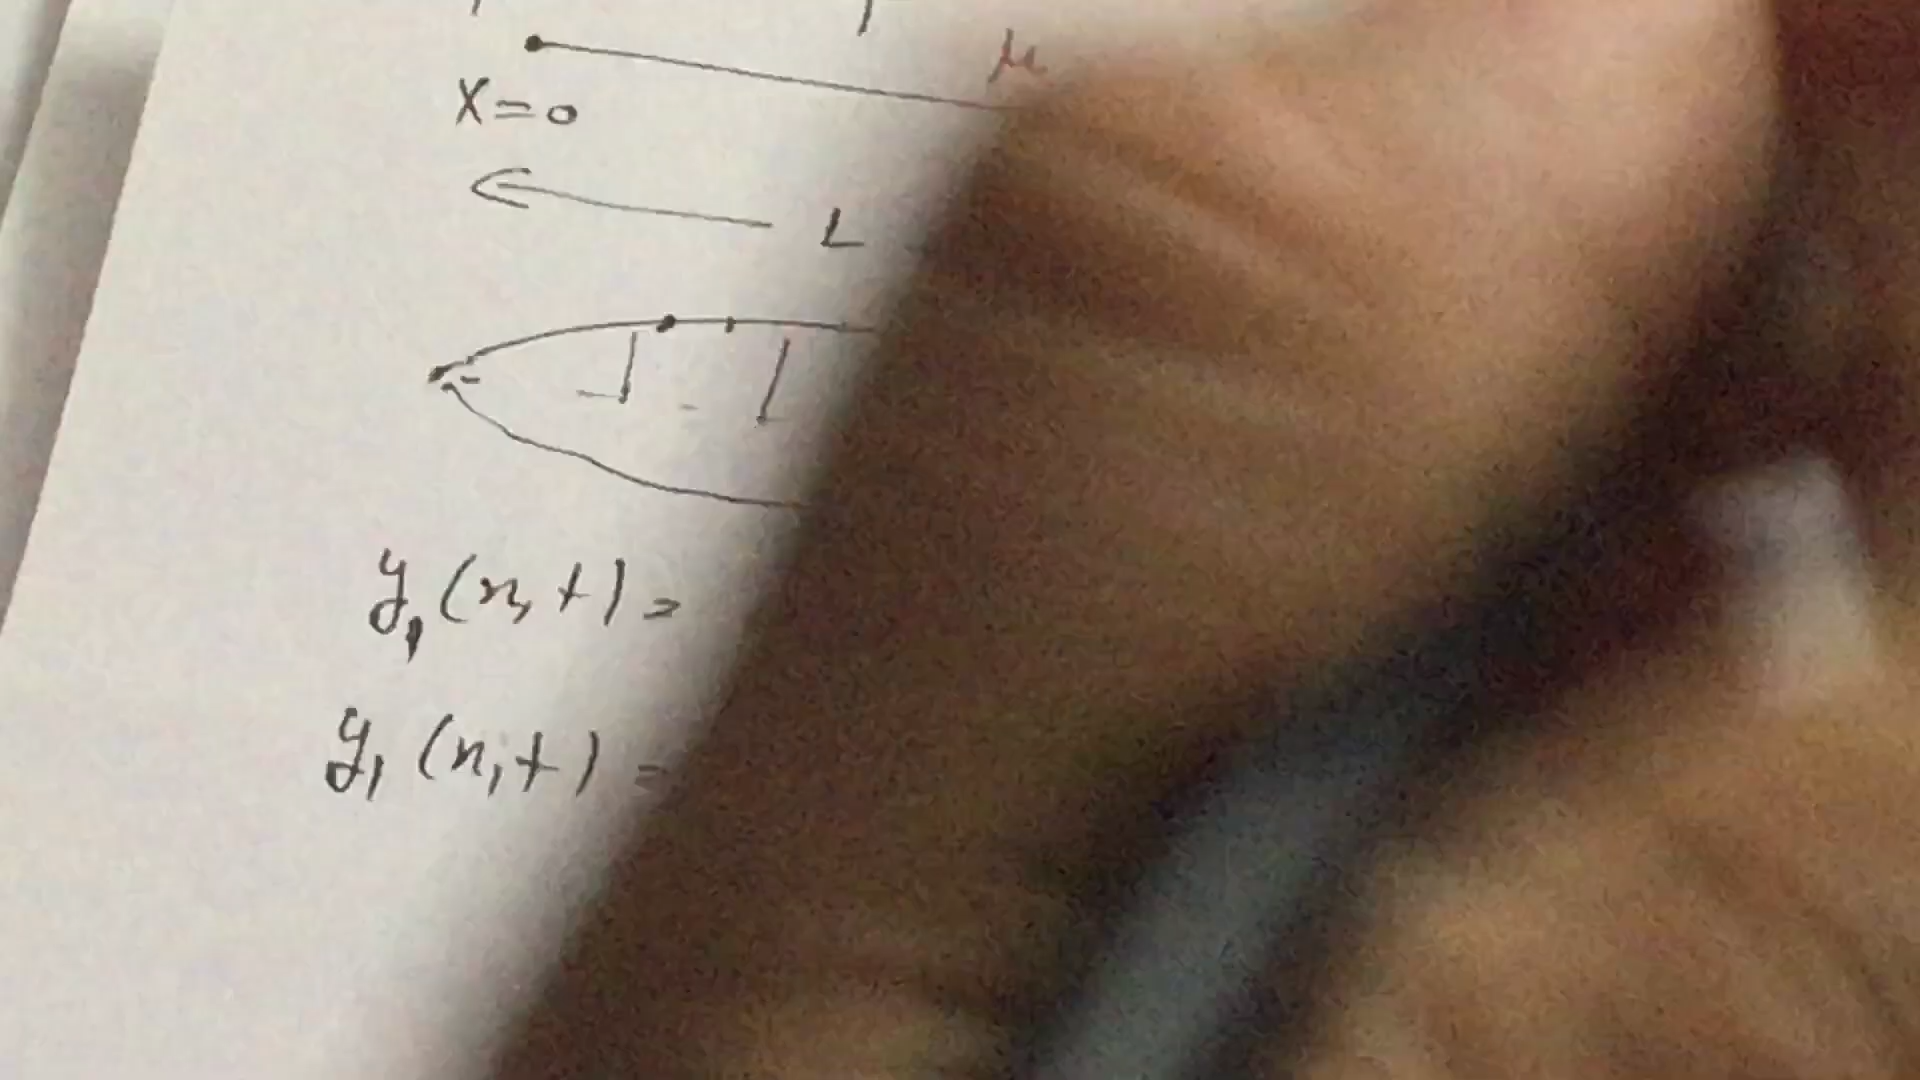 μ
X=0
L
y₁(x,t)=
y₁(x,t)=